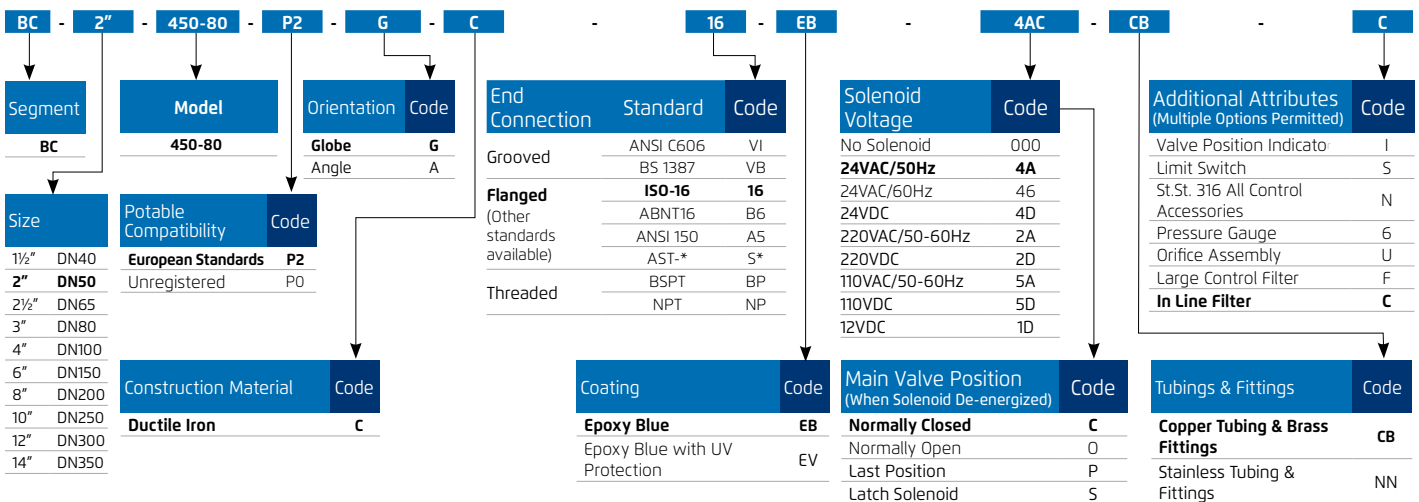 BC - 2” - 450-80 - P2 - G - C - 16 - EB - 4AC - CB - C
Segment
BC
Model
450-80
Orientation Code
Globe G
Angle A
End Connection Standard Code
Grooved
ANSI C606 VI
BS 1387 VB
Flanged
(Other
standards
available)
ISO-16 16
ABNT16 B6
ANSI 150 A5
AST-* S*
Threaded
BSPT BP
NPT NP
Solenoid
Voltage
Code
No Solenoid 000
24VAC/50Hz 4A
24VAC/60Hz 46
24VDC 4D
220VAC/50-60Hz 2A
220VDC 2D
110VAC/50-60Hz 5A
110VDC 5D
12VDC 1D
Additional Attributes
(Multiple Options Permitted)
Code
Valve Position Indicato I
Limit Switch S
St.St. 316 All Control
Accessories
N
Pressure Gauge 6
Orifice Assembly U
Large Control Filter F
In Line Filter C
Size
1½” DN40
2” DN50
2½” DN65
3” DN80
4” DN100
6” DN150
8” DN200
10” DN250
12” DN300
14” DN350
Potable
Compatibility
Code
European Standards P2
Unregistered P0
Construction Material Code
Ductile Iron C
Coating Code
Epoxy Blue EB
Epoxy Blue with UV
Protection
EV
Main Valve Position
(When Solenoid De-energized)
Code
Normally Closed C
Normally Open O
Last Position P
Latch Solenoid S
Tubings & Fittings Code
Copper Tubing & Brass
Fittings
CB
Stainless Tubing &
Fittings
NN